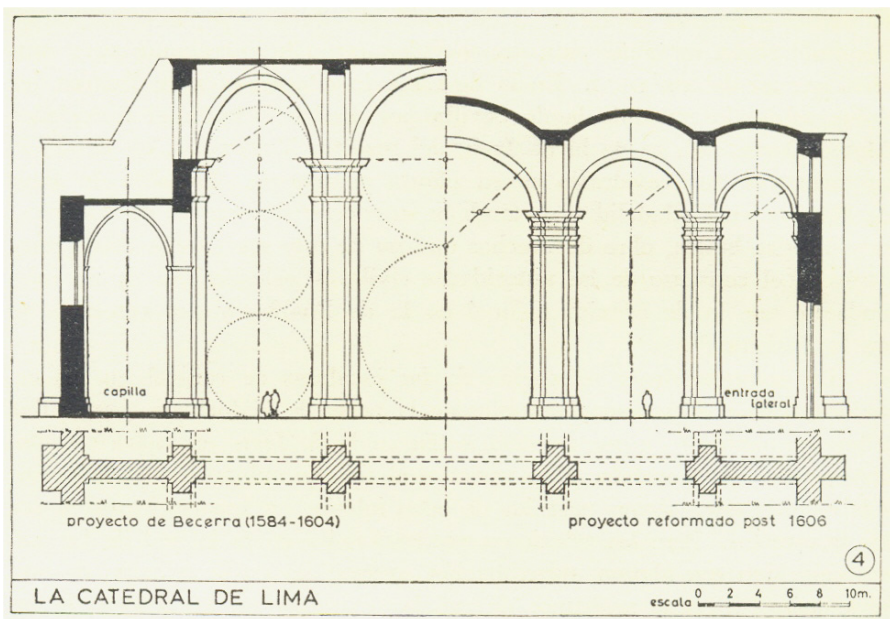 capilla
entrada
lateral
proyecto de Becerra (1584-1604)
proyecto reformado post 1606
4
LA CATEDRAL DE LIMA
escala 0 2 4 6 8 10m.